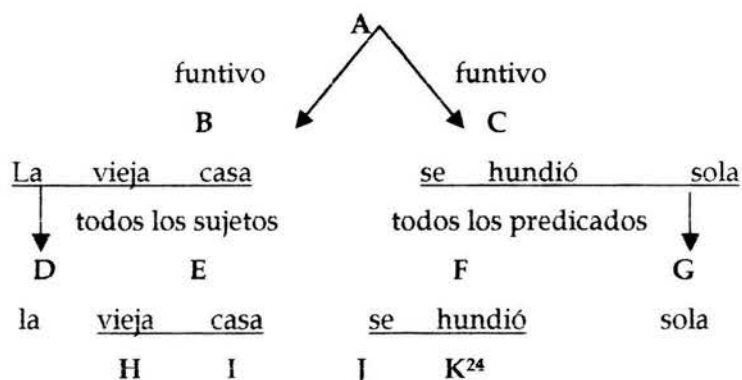 A
funtivo funtivo
B C
La vieja casa se hundió sola
todos los sujetos todos los predicados
D E F G
la vieja casa se hundió sola
H I J K²⁴